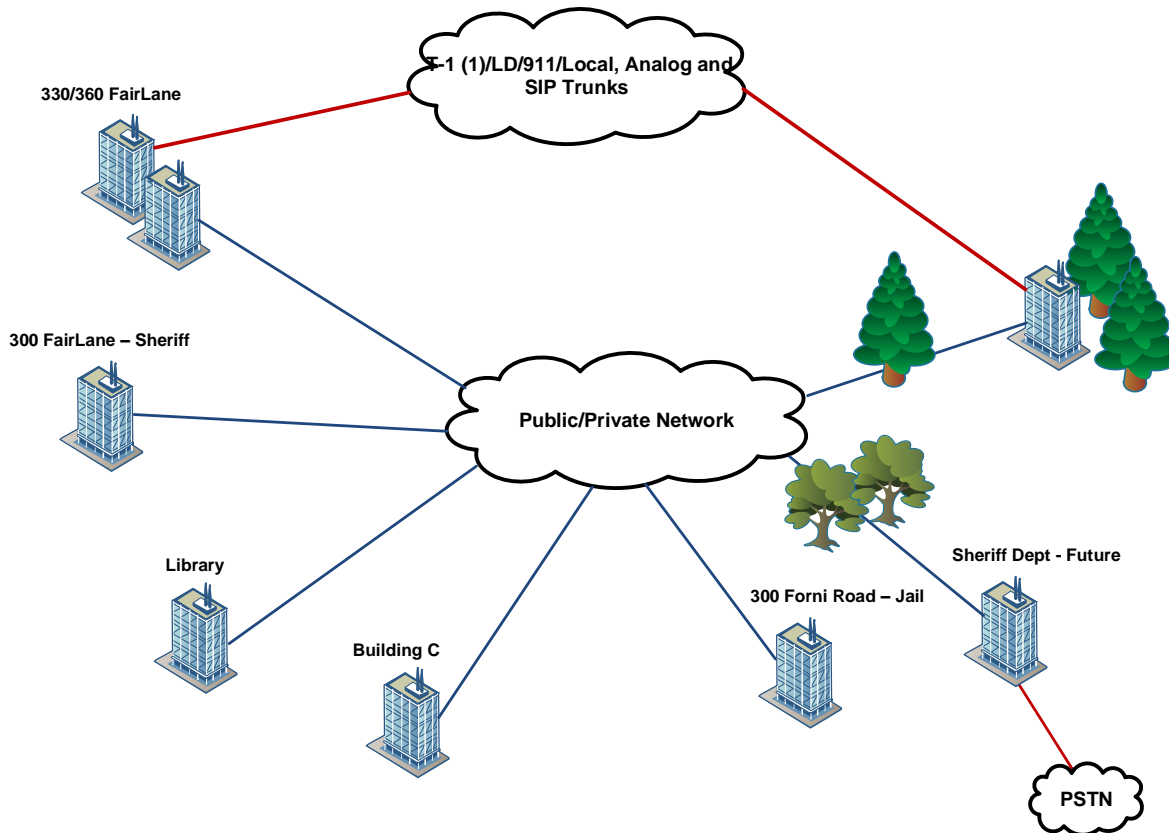 T-1 (1)/LD/911/Local, Analog and
SIP Trunks
330/360 FairLane
300 FairLane – Sheriff
Public/Private Network
Library
Building C
300 Forni Road – Jail
Sheriff Dept - Future
PSTN